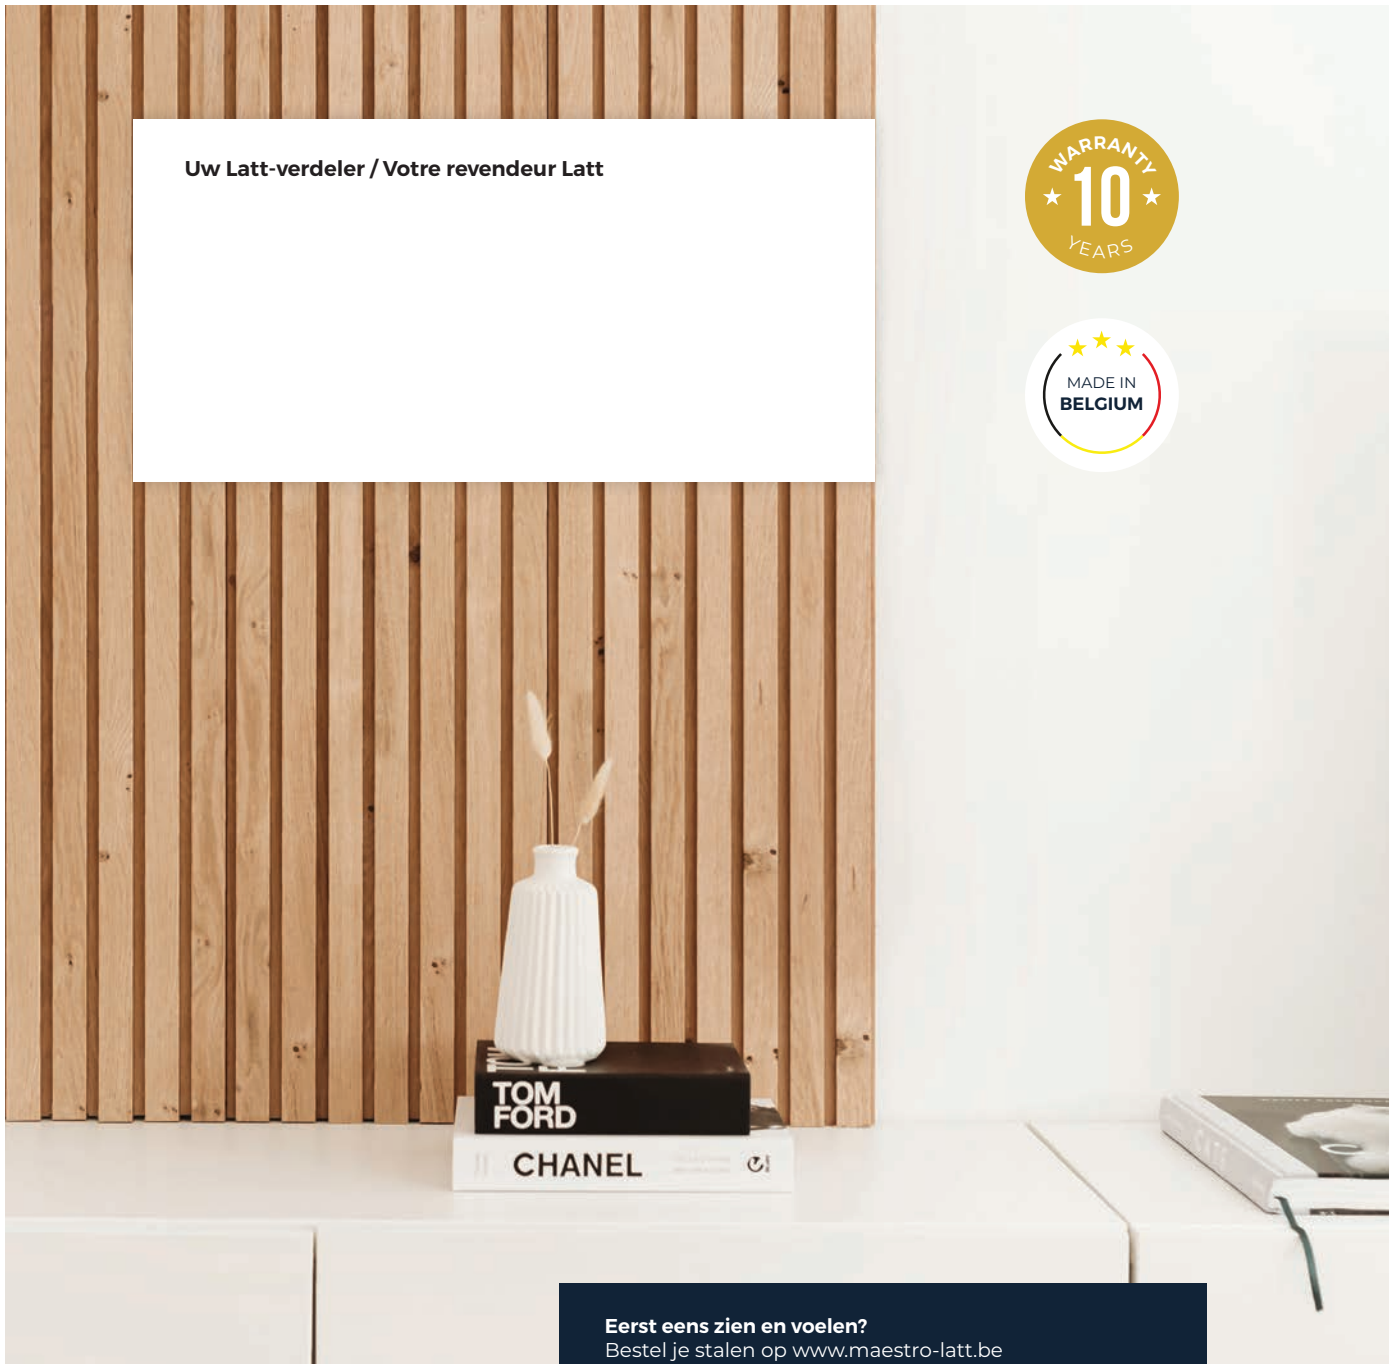 Uw Latt-verdeler / Votre revendeur Latt
WARRANTY
10
YEARS
MADE IN
BELGIUM
TOM
FORD
CHANEL
Eerst eens zien en voelen?
Bestel je stalen op www.maestro-latt.be